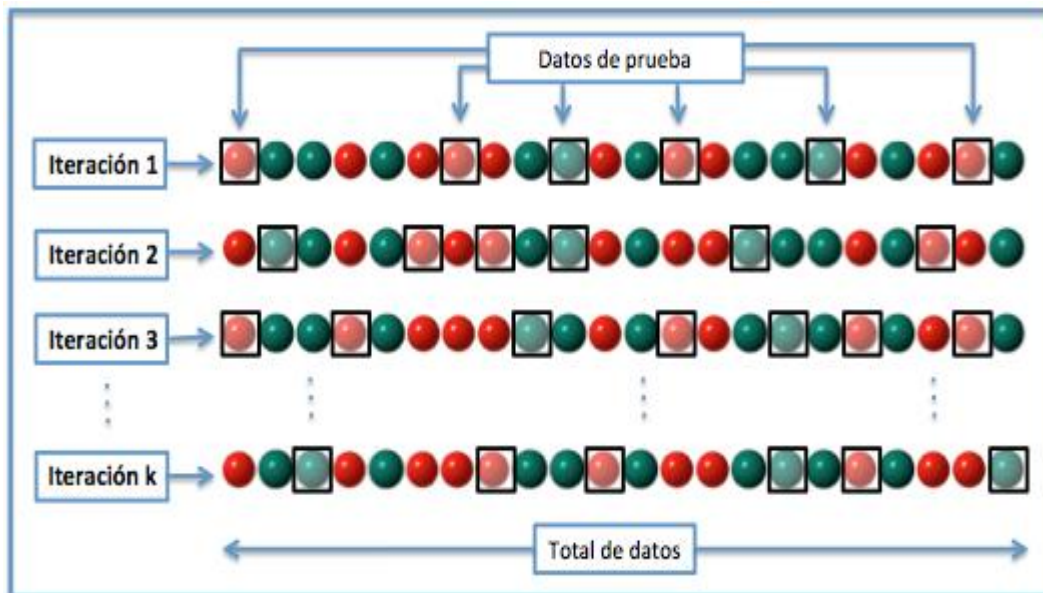 Datos de prueba
Iteración 1
Iteración 2
Iteración 3
Iteración k
Total de datos